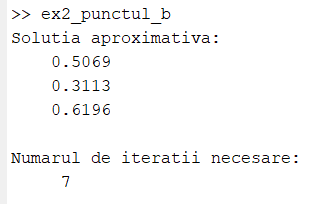 >> ex2_punctul_b
Solutia aproximativa:
0.5069
0.3113
0.6196
Numarul de iteratii necesare:
7